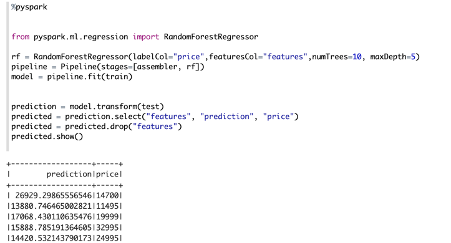 %pyspark
from pyspark.ml.regression import RandomForestRegressor
rf = RandomForestRegressor(labelCol="price",featuresCol="features",numTrees=10, maxDepth=5)
pipeline = Pipeline(stages=[assembler, rf])
model = pipeline.fit(train)
prediction = model.transform(test)
predicted = prediction.select("features", "prediction", "price")
predicted = predicted.drop("features")
predicted.show()
+------------------+-----+
|        prediction|price|
+------------------+-----+
| 26929.29865556546|14700|
|13880.746465002821|11495|
|17068.430110635476|19999|
|15888.785191364605|32995|
|14420.532143790173|24995|